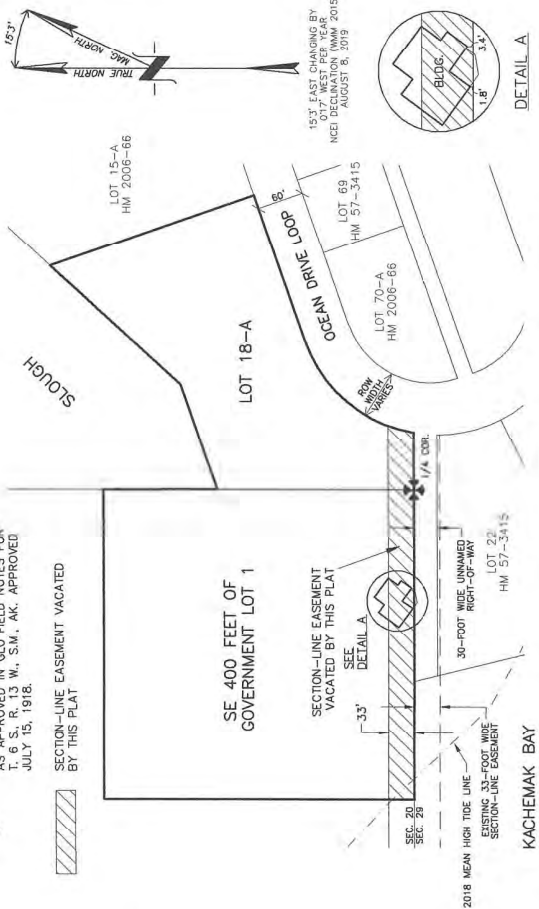 AS APPROVED IN GLO FIELD NOTES FOR
T. 6 S., R. 13 W., S.M., AK. APPROVED
JULY 15, 1918.
SECTION-LINE EASEMENT VACATED
BY THIS PLAT
15°3'
TRUE NORTH
MAG. NORTH
15°3' EAST CHANGING BY
0°17' WEST PER YEAR
NCEI DECLINATION (WMM 2015
AUGUST 8, 2019
BLDG.
1.8'
3.4'
DETAIL A
SLOUGH
LOT 15-A
HM 2006-66
LOT 18-A
60'
OCEAN DRIVE LOOP
LOT 69
HM 57-3415
LOT 70-A
HM 2006-66
ROW
WIDTH
VARIES
SE 400 FEET OF
GOVERNMENT LOT 1
SECTION-LINE EASEMENT
VACATED BY THIS PLAT
SEE
DETAIL A
33'
1/4 COR.
SEC. 20
SEC. 29
30-FOOT WIDE UNNAMED
RIGHT-OF-WAY
LOT 22
HM 57-3415
2018 MEAN HIGH TIDE LINE
EXISTING 33-FOOT WIDE
SECTION-LINE EASEMENT
KACHEMAK BAY